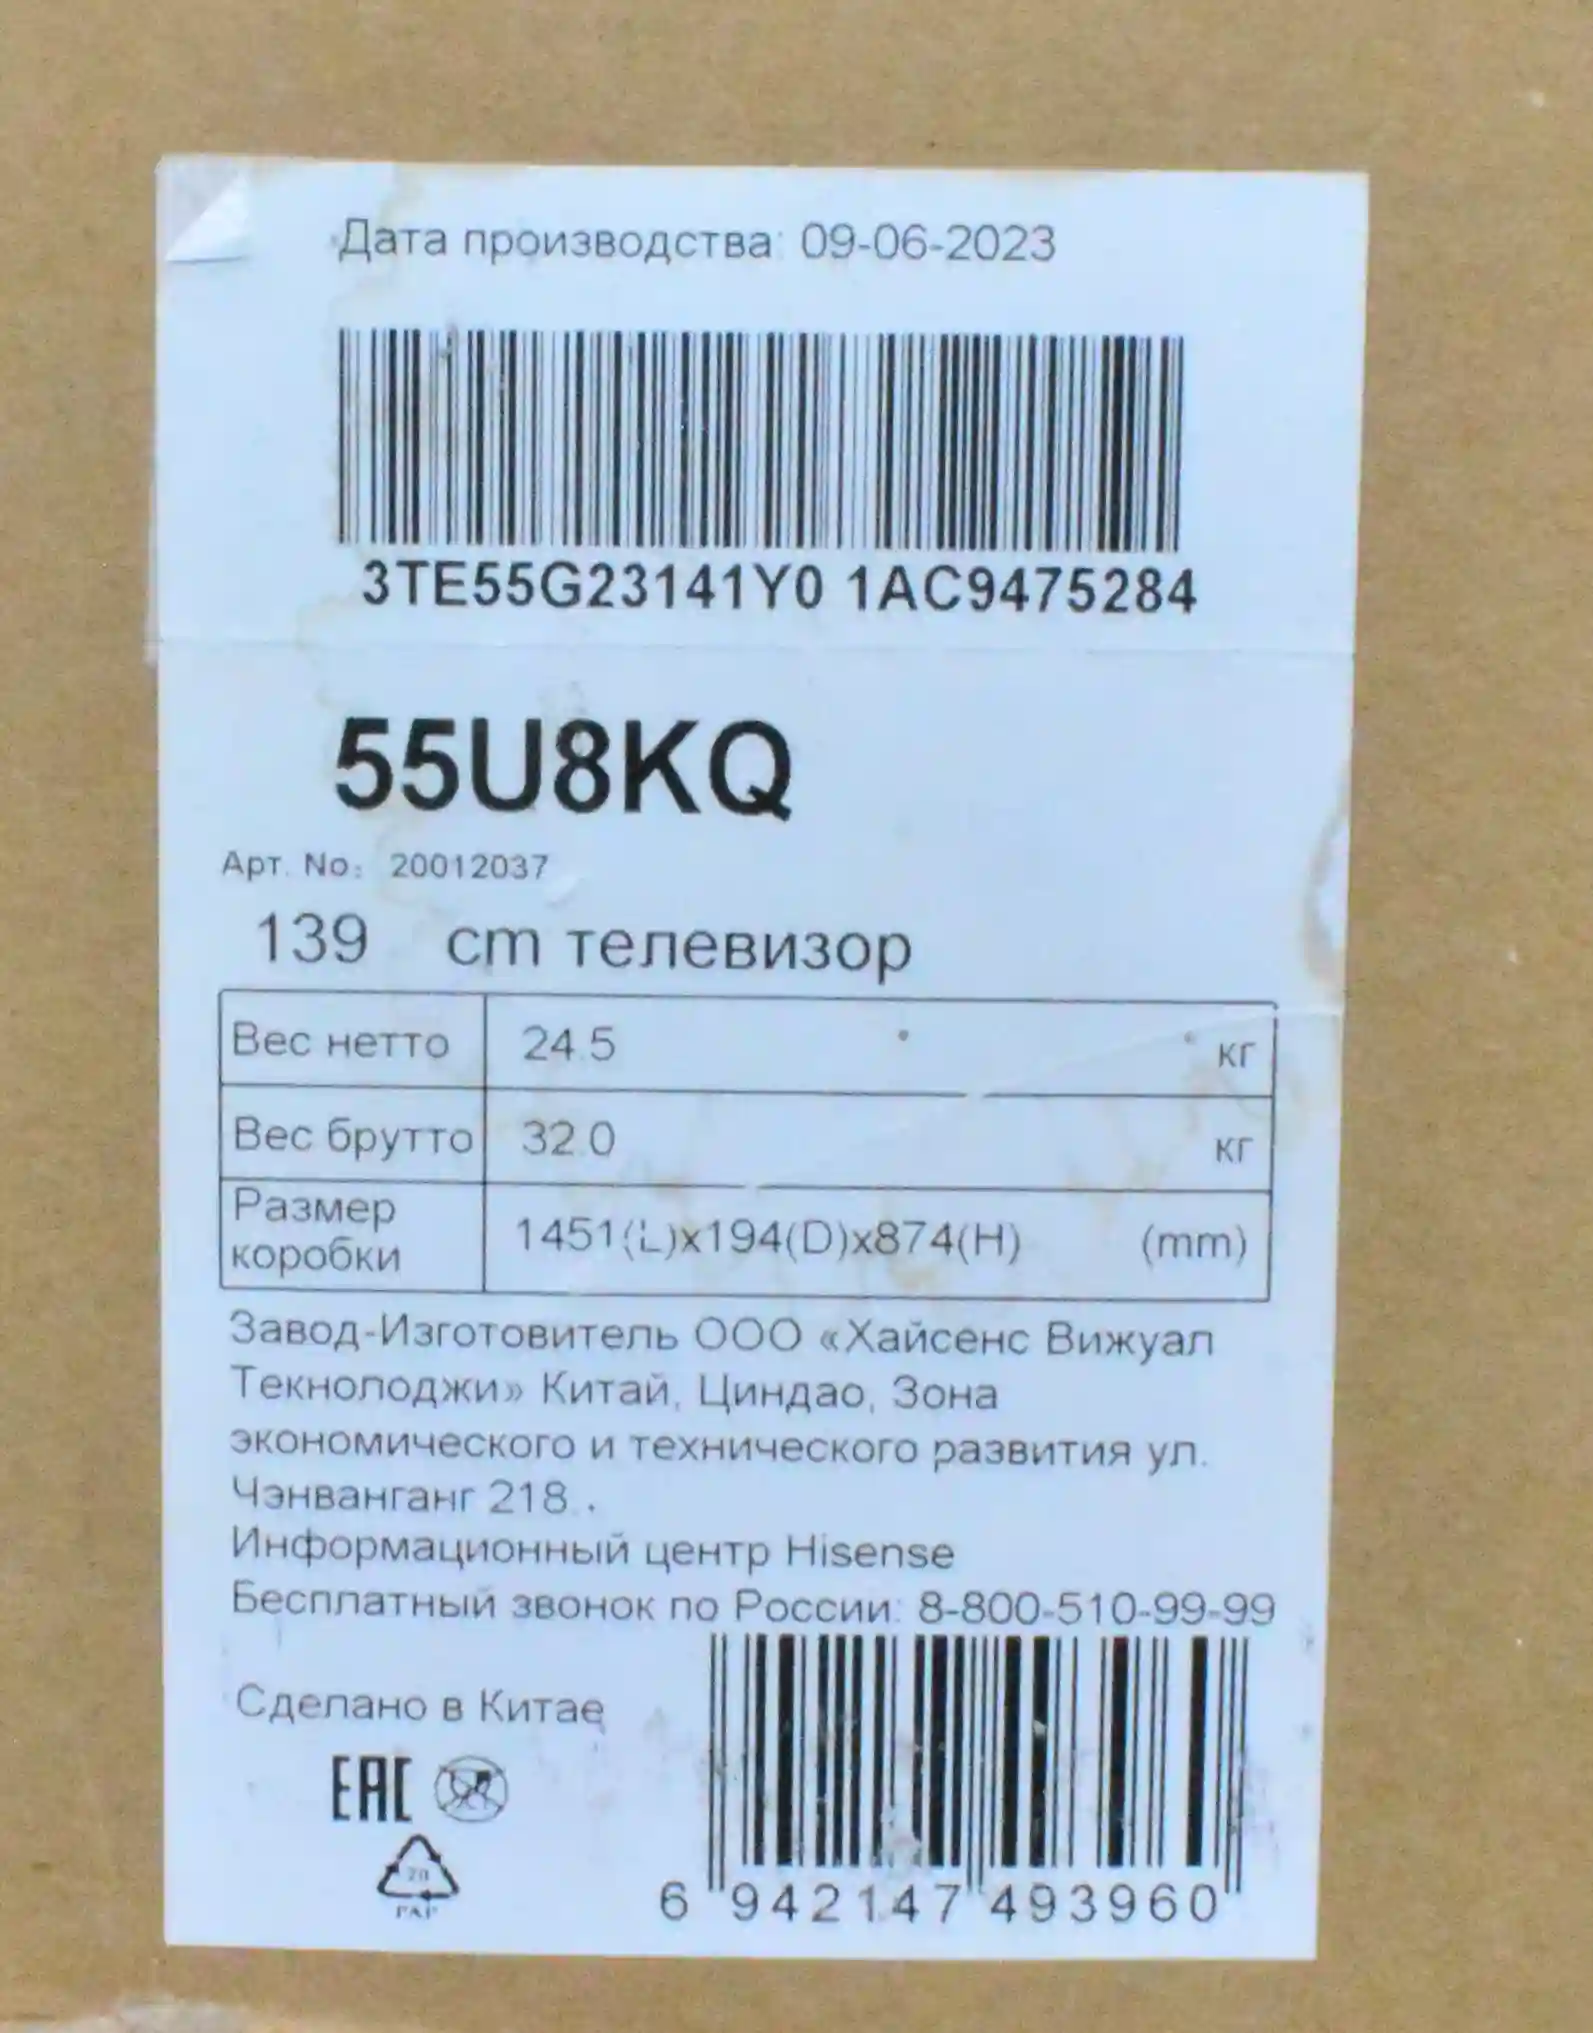 Дата производства: 09-06-2023
3TE55G23141Y0 1AC9475284
55U8KQ
Арт. No: 20012037
139 cm телевизор
Вес нетто 24.5 кг
Вес брутто 32.0 кг
Размер
коробки 1451(L)x194(D)x874(H) (mm)
Завод-Изготовитель ООО «Хайсенс Вижуал
Текнолоджи» Китай, Циндао, Зона
экономического и технического развития ул.
Чэнванганг 218 .
Информационный центр Hisense
Бесплатный звонок по России: 8-800-510-99-99
Сделано в Китае
EAC
20
PAP
6 942147 493960